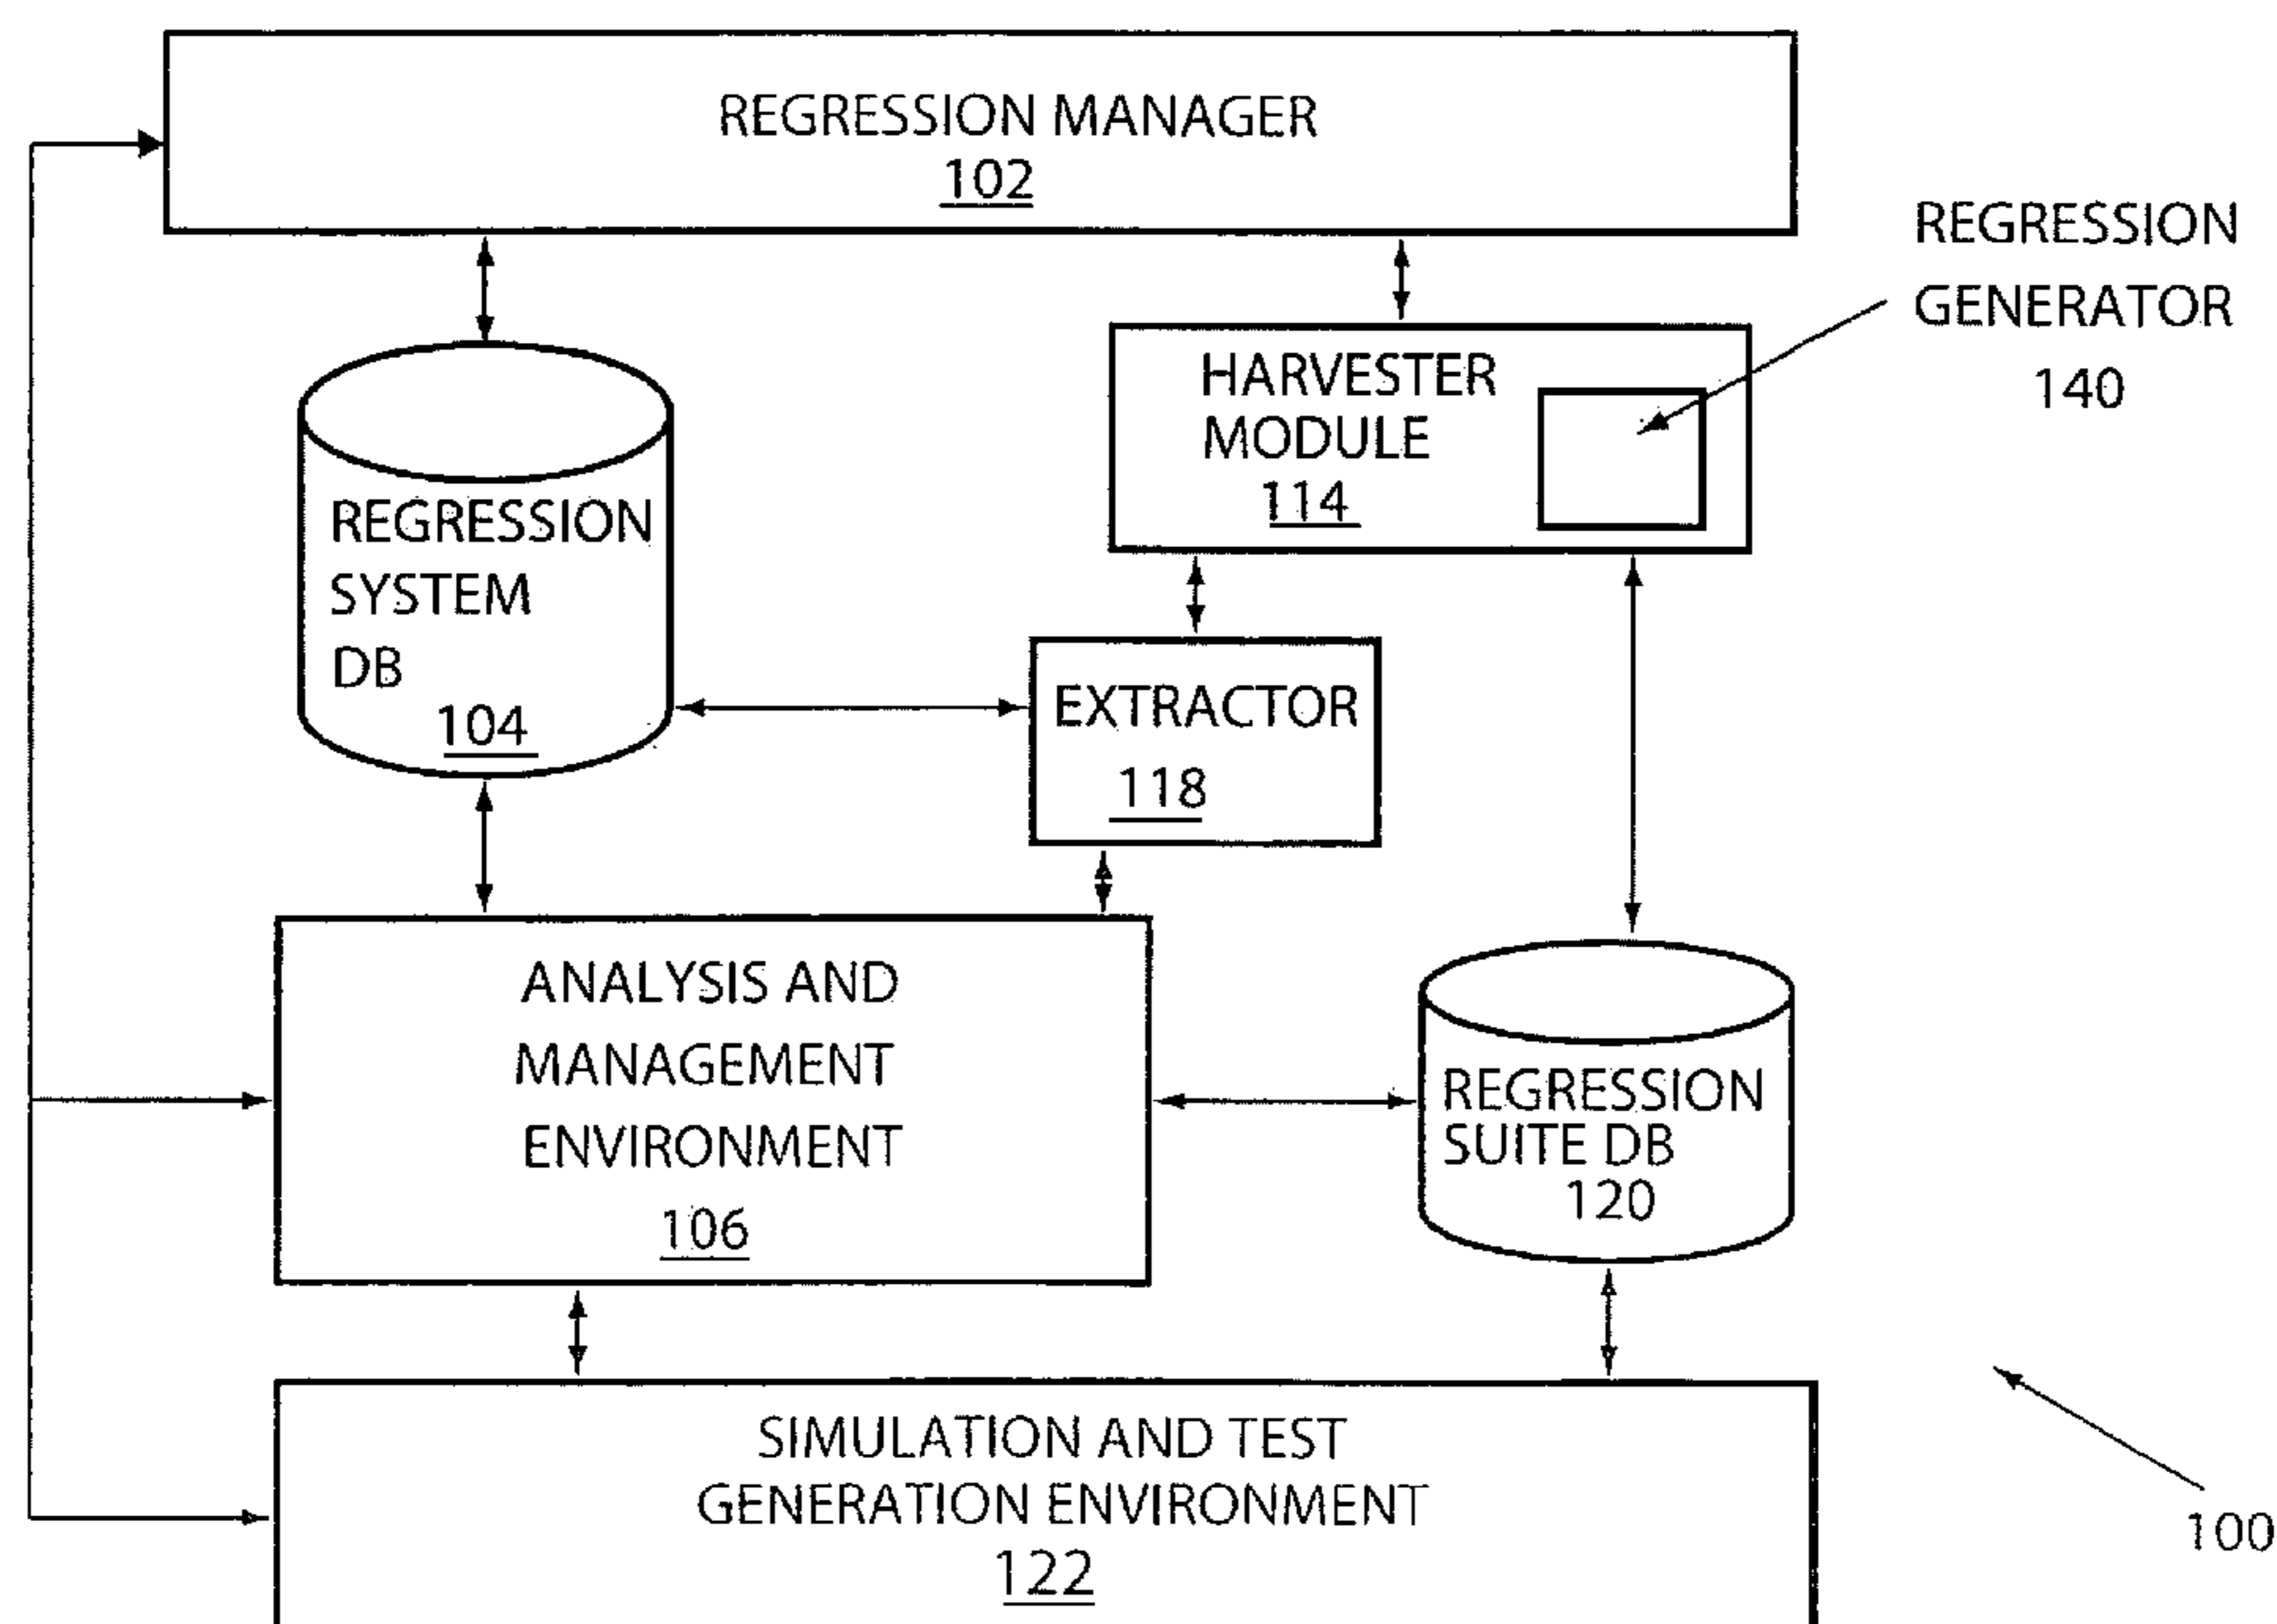 REGRESSION MANAGER
102
REGRESSION
GENERATOR
140
HARVESTER
MODULE
114
REGRESSION
SYSTEM
DB
104
EXTRACTOR
118
ANALYSIS AND
MANAGEMENT
ENVIRONMENT
106
REGRESSION
SUITE DB
120
SIMULATION AND TEST
GENERATION ENVIRONMENT
122
100